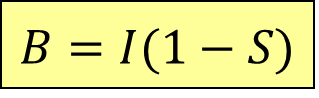 B = I(1 − S)